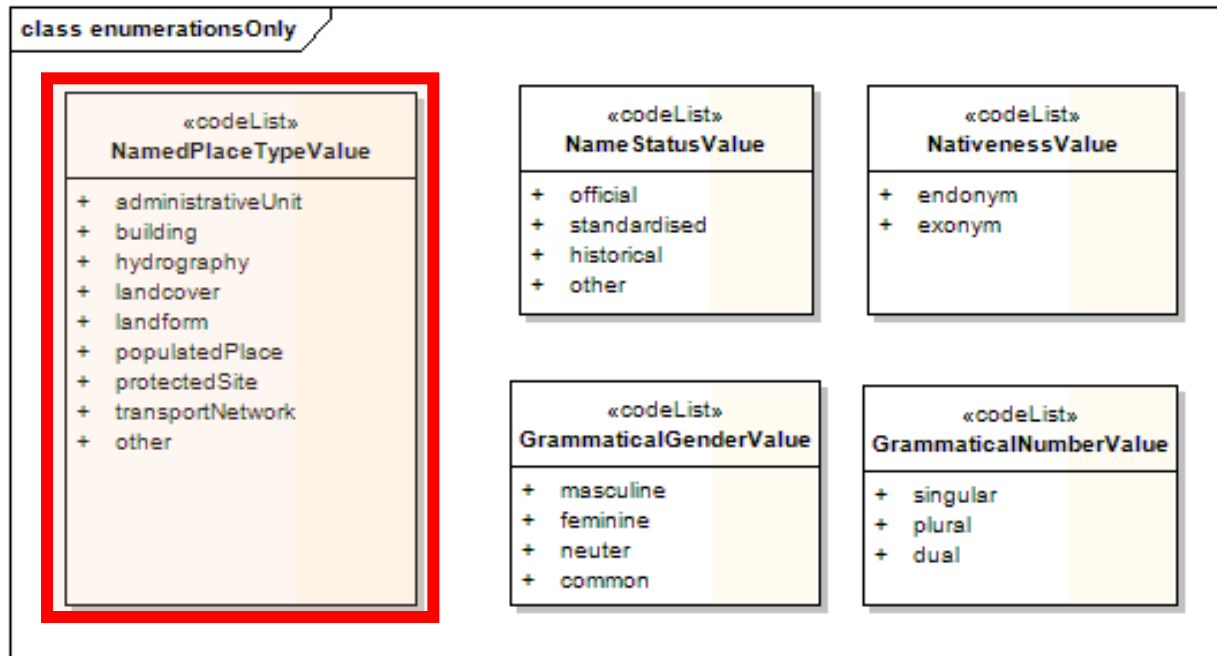 class enumerationsOnly
«codeList»
NamedPlaceTypeValue
+ administrativeUnit
+ building
+ hydrography
+ landcover
+ landform
+ populatedPlace
+ protectedSite
+ transportNetwork
+ other
«codeList»
NameStatusValue
+ official
+ standardised
+ historical
+ other
«codeList»
NativenessValue
+ endonym
+ exonym
«codeList»
GrammaticalGenderValue
+ masculine
+ feminine
+ neuter
+ common
«codeList»
GrammaticalNumberValue
+ singular
+ plural
+ dual